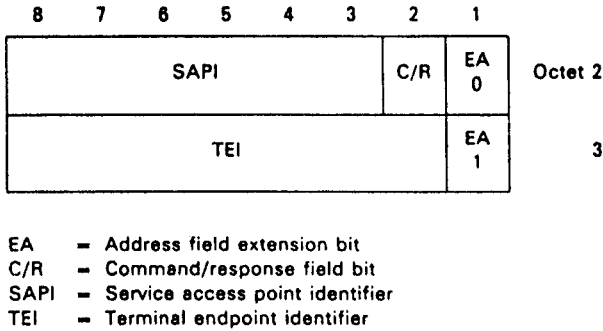 8 7 6 5 4 3 2 1
SAPI C/R EA 0 Octet 2
TEI EA 1 3
EA = Address field extension bit
C/R = Command/response field bit
SAPI = Service access point identifier
TEI = Terminal endpoint identifier